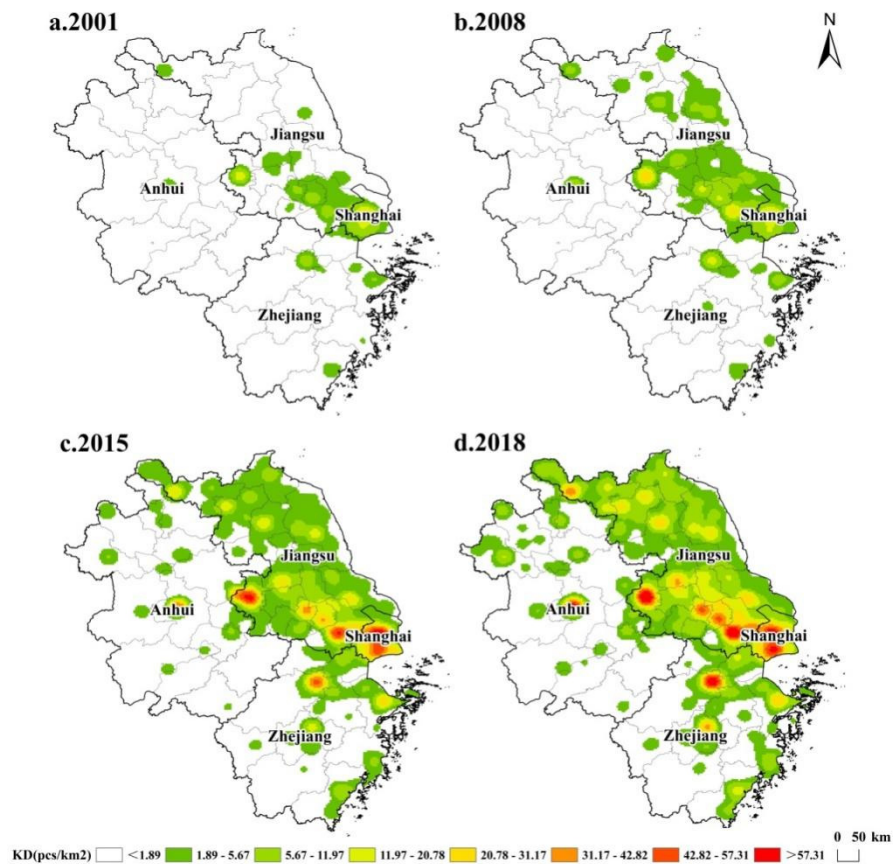 a.2001
b.2008
N
Jiangsu
Anhui
Shanghai
Zhejiang
Jiangsu
Anhui
Shanghai
Zhejiang
c.2015
d.2018
Jiangsu
Anhui
Shanghai
Zhejiang
Jiangsu
Anhui
Shanghai
Zhejiang
0 50 km
KD(pcs/km2) <1.89 1.89 - 5.67 5.67 - 11.97 11.97 - 20.78 20.78 - 31.17 31.17 - 42.82 42.82 - 57.31 >57.31